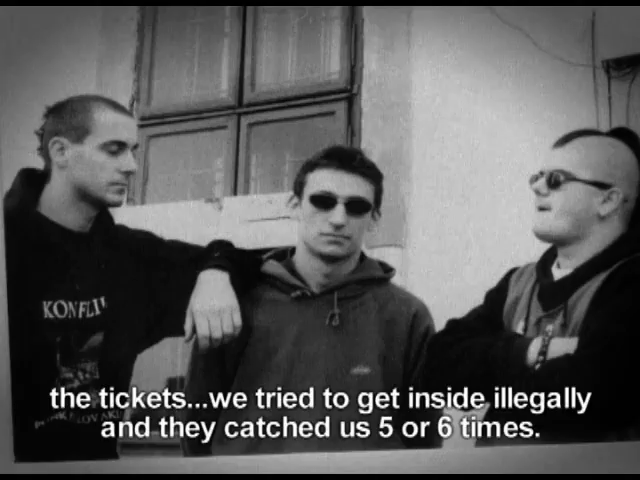 KONFLI
the tickets...we tried to get inside illegally
and they catched us 5 or 6 times.